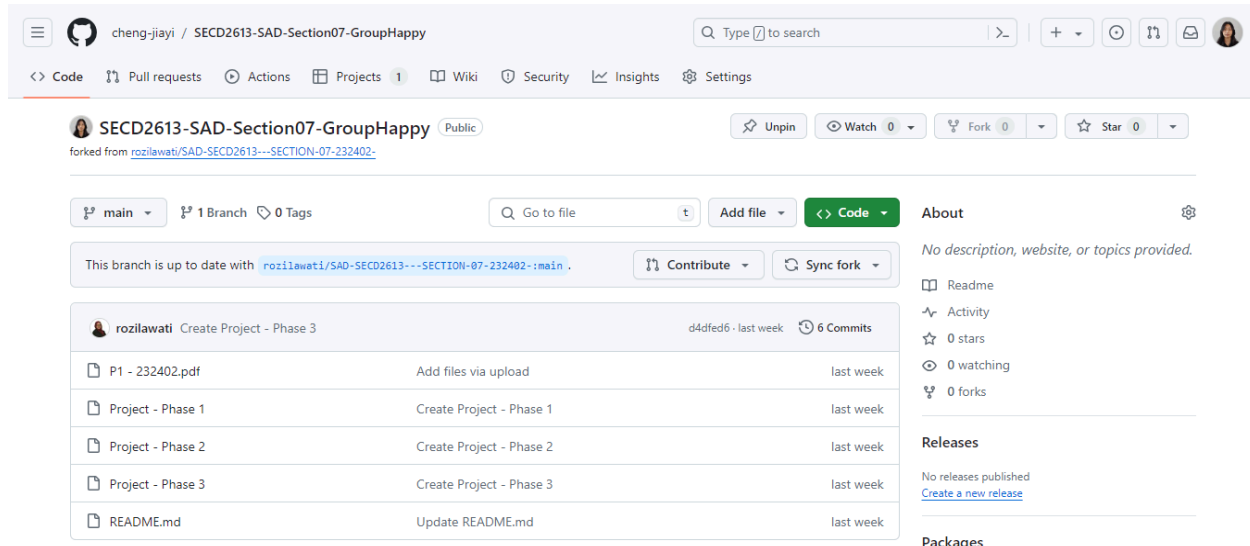 cheng-jiayi / SECD2613-SAD-Section07-GroupHappy
Type / to search
Code Pull requests Actions Projects 1 Wiki Security Insights Settings
SECD2613-SAD-Section07-GroupHappy Public
Unpin Watch 0 Fork 0 Star 0
forked from rozilawati/SAD-SECD2613---SECTION-07-232402-
main 1 Branch 0 Tags Go to file t Add file Code
About
No description, website, or topics provided.
This branch is up to date with rozilawati/SAD-SECD2613---SECTION-07-232402-:main .
Contribute Sync fork
Readme
Activity
0 stars
0 watching
0 forks
rozilawati Create Project - Phase 3 d4dfed6 · last week 6 Commits
P1 - 232402.pdf Add files via upload last week
Project - Phase 1 Create Project - Phase 1 last week
Project - Phase 2 Create Project - Phase 2 last week
Project - Phase 3 Create Project - Phase 3 last week
README.md Update README.md last week
Releases
No releases published
Create a new release
Packages